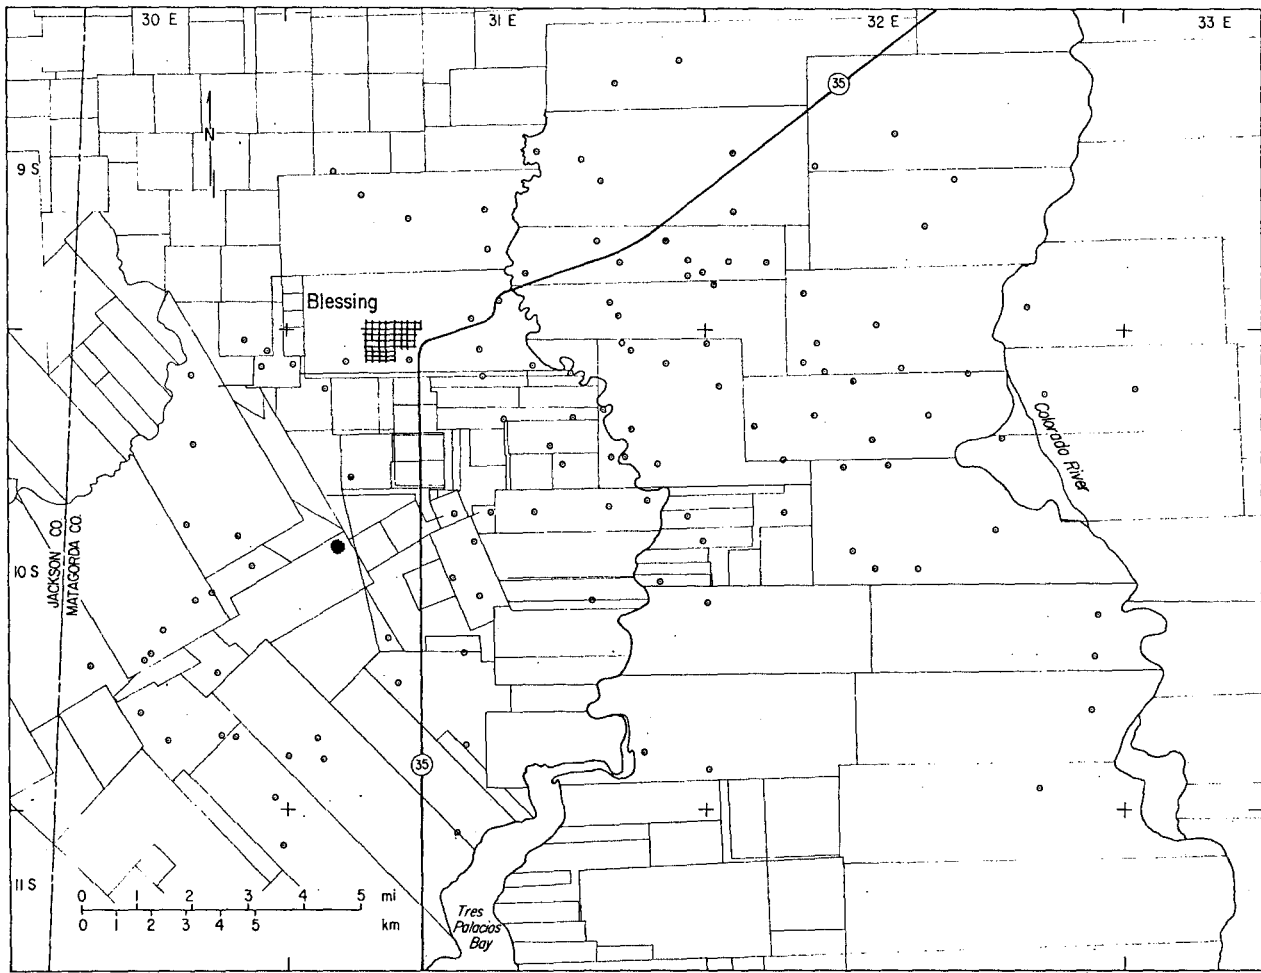 30 E 31 E 32 E 33 E
35
N
9 S
Blessing
Colorado River
JACKSON CO
MATAGORDA CO.
10 S
35
11 S
0 1 2 3 4 5 mi
0 1 2 3 4 5 km
Tres
Palacios
Bay